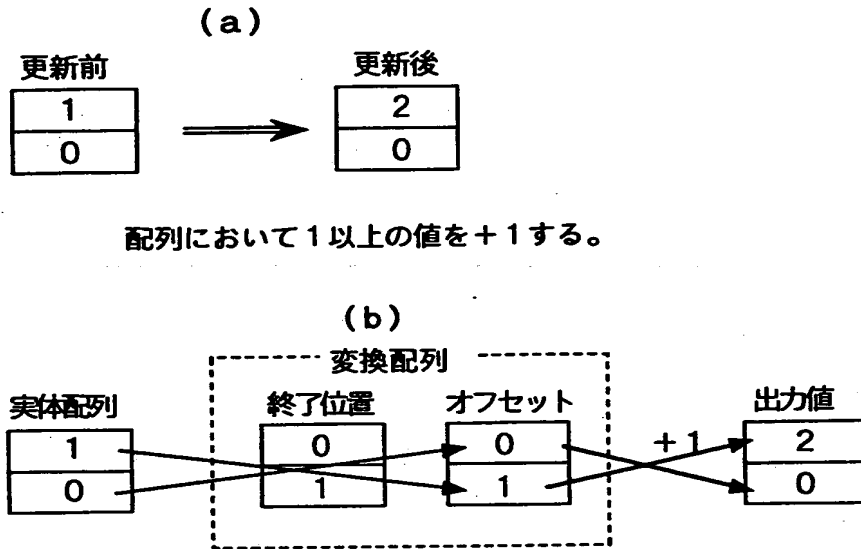 (a)
更新前 更新後
1 2
0 0
配列において1以上の値を+1する。
(b)
変換配列
実体配列 終了位置 オフセット 出力値
1 0 0 +1 2
0 1 1 0